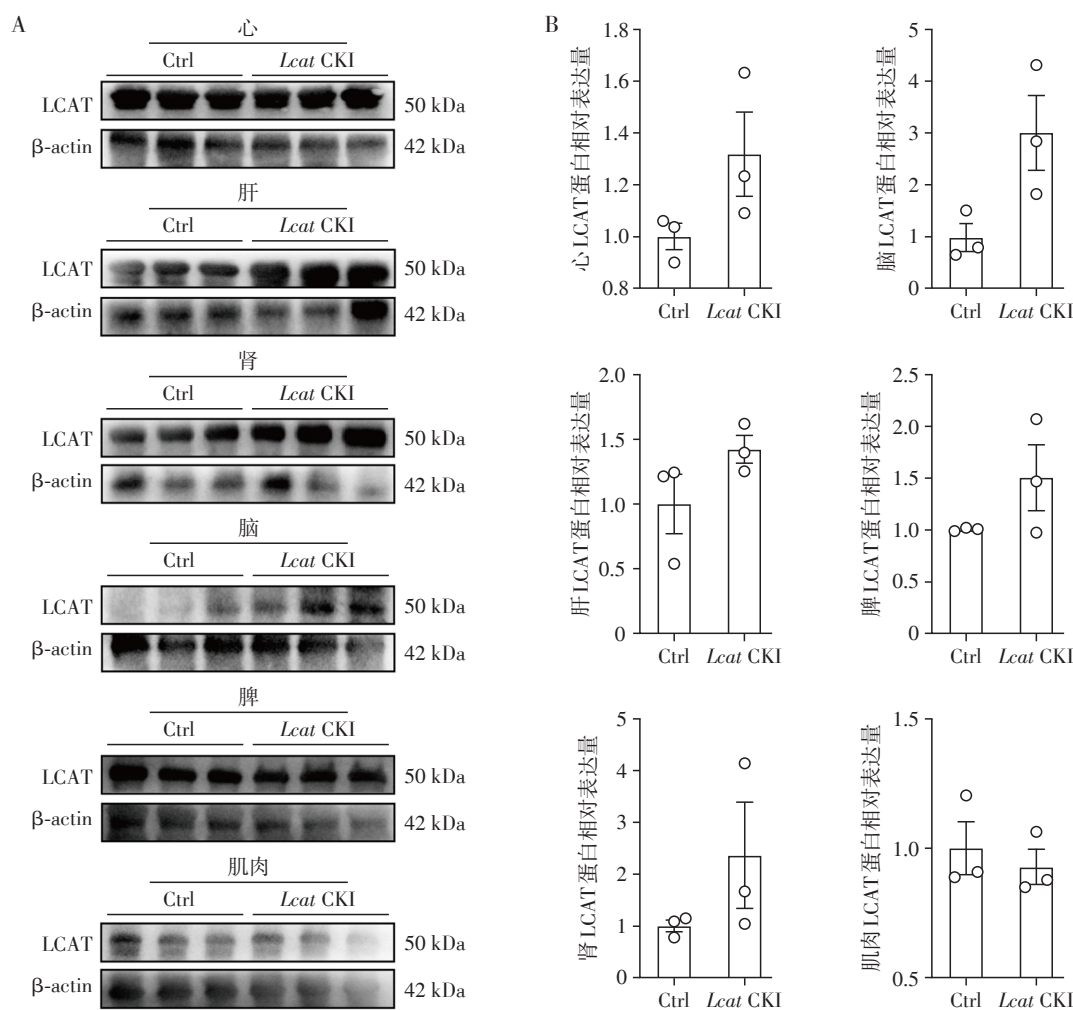 A
心
Ctrl Lcat CKI
LCAT 50 kDa
β-actin 42 kDa
肝
Ctrl Lcat CKI
LCAT 50 kDa
β-actin 42 kDa
肾
Ctrl Lcat CKI
LCAT 50 kDa
β-actin 42 kDa
脑
Ctrl Lcat CKI
LCAT 50 kDa
β-actin 42 kDa
脾
Ctrl Lcat CKI
LCAT 50 kDa
β-actin 42 kDa
肌肉
Ctrl Lcat CKI
LCAT 50 kDa
β-actin 42 kDa
B
心LCAT蛋白相对表达量
1.8
1.6
1.4
1.2
1.0
0.8
Ctrl Lcat CKI
脑LCAT蛋白相对表达量
5
4
3
2
1
0
Ctrl Lcat CKI
肝LCAT蛋白相对表达量
2.0
1.5
1.0
0.5
0
Ctrl Lcat CKI
脾LCAT蛋白相对表达量
2.5
2.0
1.5
1.0
0.5
0
Ctrl Lcat CKI
肾LCAT蛋白相对表达量
5
4
3
2
1
0
Ctrl Lcat CKI
肌肉LCAT蛋白相对表达量
1.5
1.0
0.5
Ctrl Lcat CKI